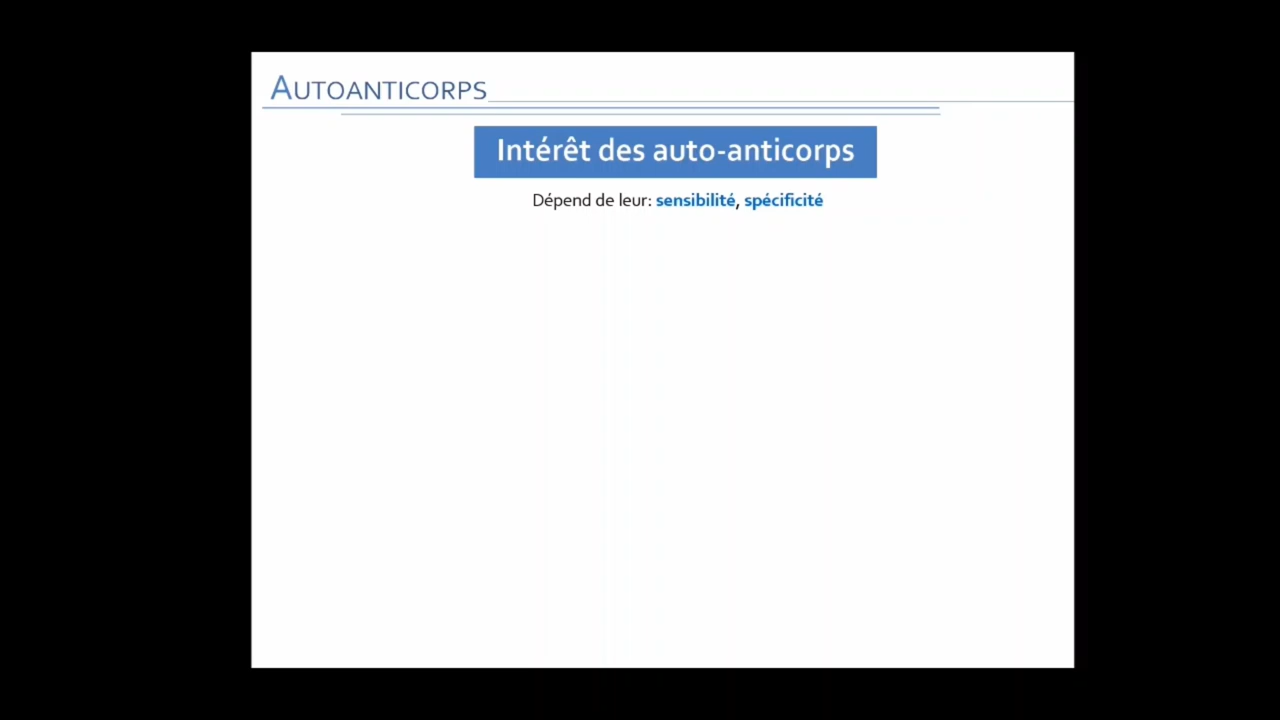 AUTOANTICORPS
Intérêt des auto-anticorps
Dépend de leur: sensibilité, spécificité